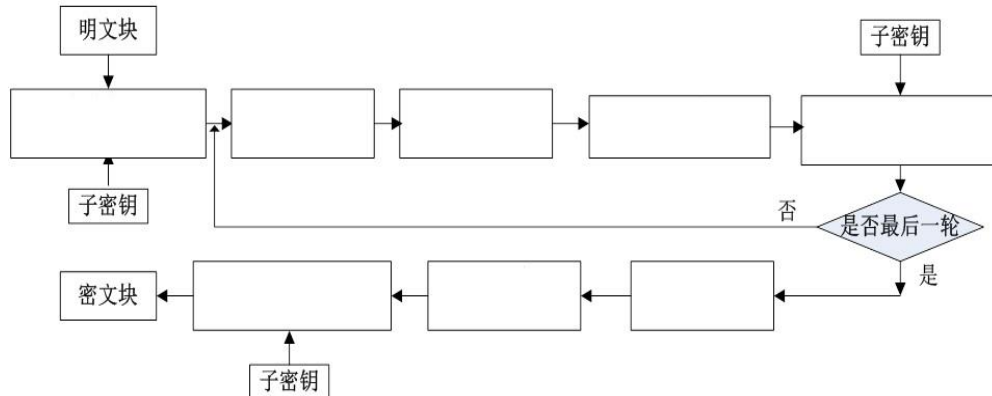 明文块
子密钥
子密钥
否
是否最后一轮
是
密文块
子密钥